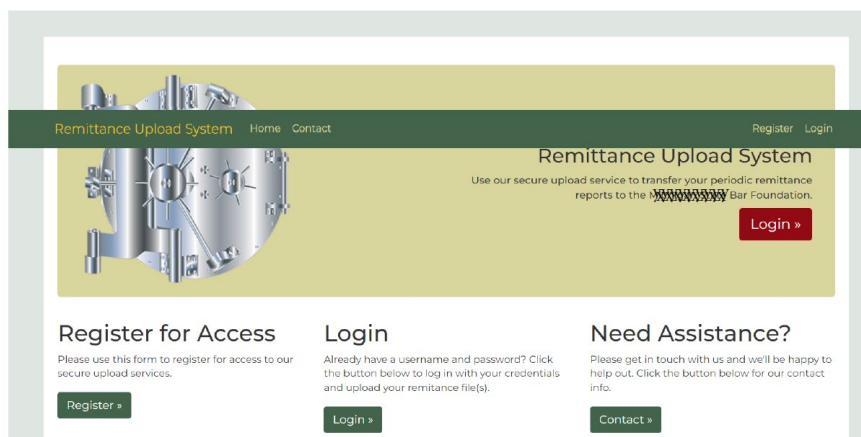 Remittance Upload System Home Contact Register Login
Remittance Upload System
Use our secure upload service to transfer your periodic remittance
reports to the Bar Foundation.
Login »
Register for Access
Please use this form to register for access to our
secure upload services.
Register »
Login
Already have a username and password? Click
the button below to log in with your credentials
and upload your remitance file(s).
Login »
Need Assistance?
Please get in touch with us and we'll be happy to
help out. Click the button below for our contact
info.
Contact »